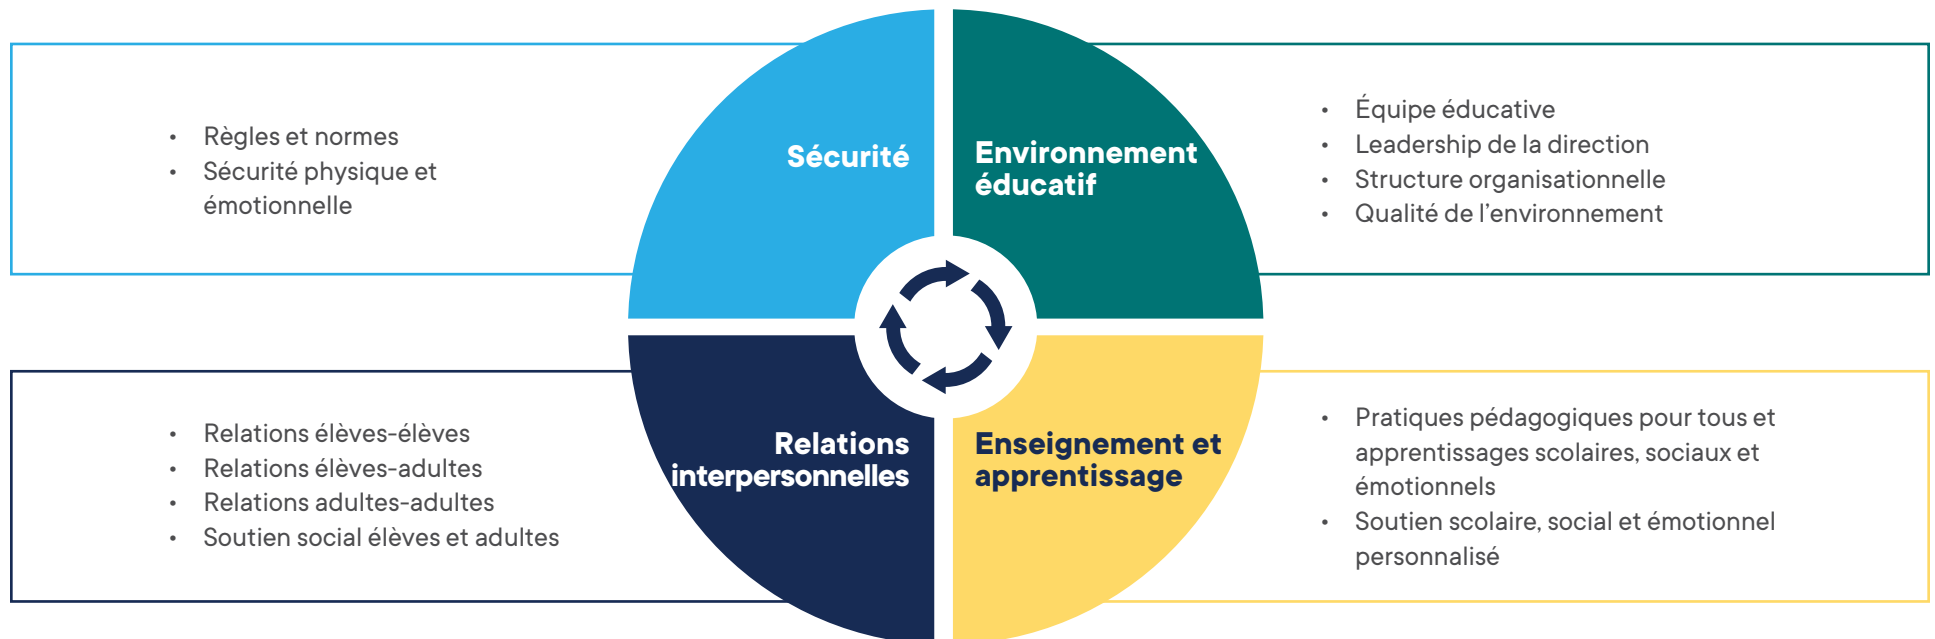 • Règles et normes
• Sécurité physique et
émotionnelle
Sécurité
Environnement
éducatif
• Équipe éducative
• Leadership de la direction
• Structure organisationnelle
• Qualité de l’environnement
• Relations élèves-élèves
• Relations élèves-adultes
• Relations adultes-adultes
• Soutien social élèves et adultes
Relations
interpersonnelles
Enseignement et
apprentissage
• Pratiques pédagogiques pour tous et
apprentissages scolaires, sociaux et
émotionnels
• Soutien scolaire, social et émotionnel
personnalisé